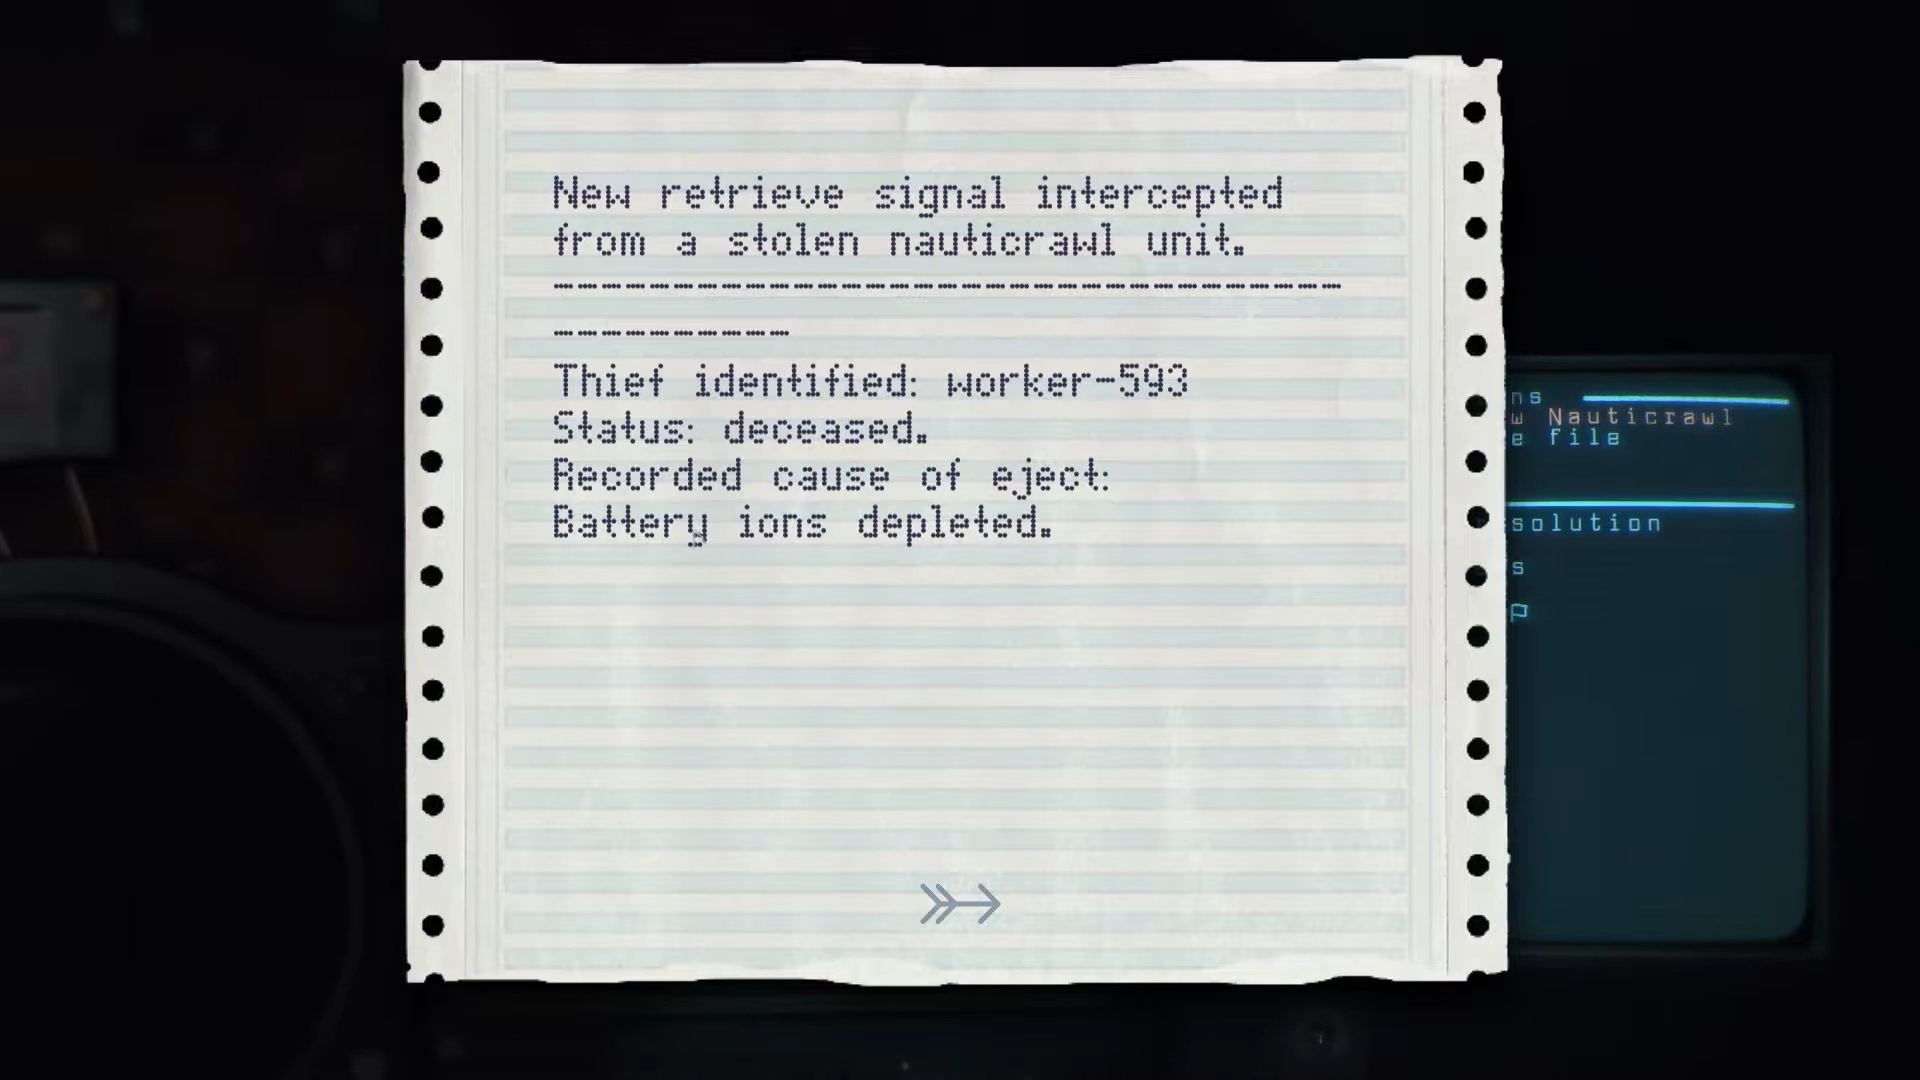 New retrieve signal intercepted
from a stolen nauticrawl unit.
---------------------------------
----------
Thief identified: worker-593
Status: deceased.
Recorded cause of eject:
Battery ions depleted.
Nauticrawl
file